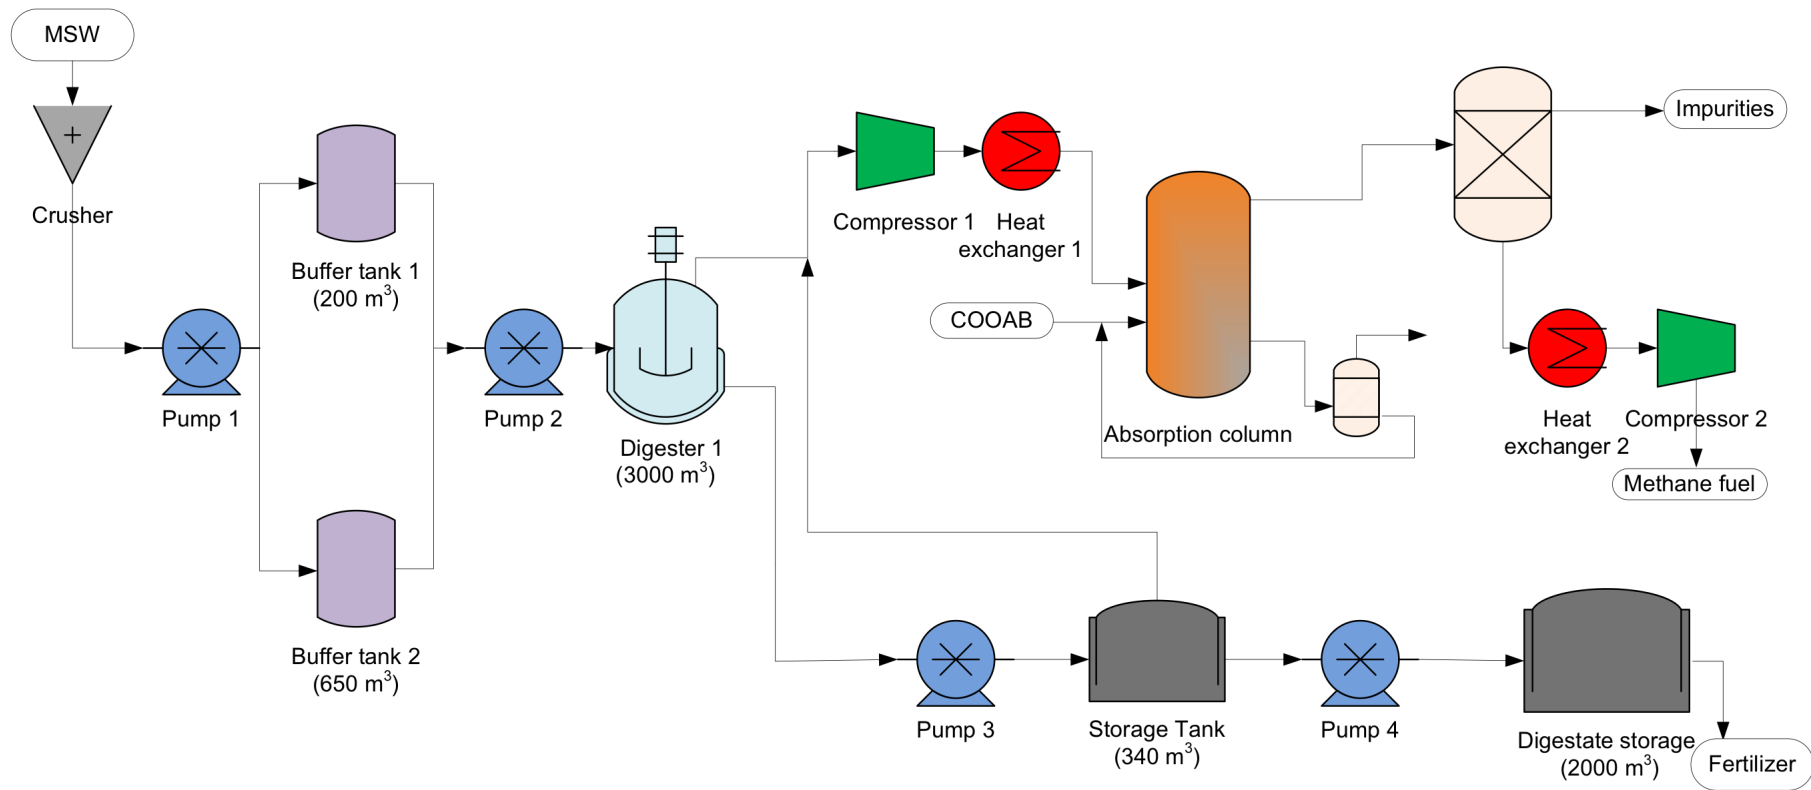 MSW
Crusher
Pump 1
Buffer tank 1
(200 m³)
Buffer tank 2
(650 m³)
Pump 2
Digester 1
(3000 m³)
Compressor 1
Heat
exchanger 1
COOAB
Absorption column
Impurities
Heat
exchanger 2
Compressor 2
Methane fuel
Pump 3
Storage Tank
(340 m³)
Pump 4
Digestate storage
(2000 m³)
Fertilizer